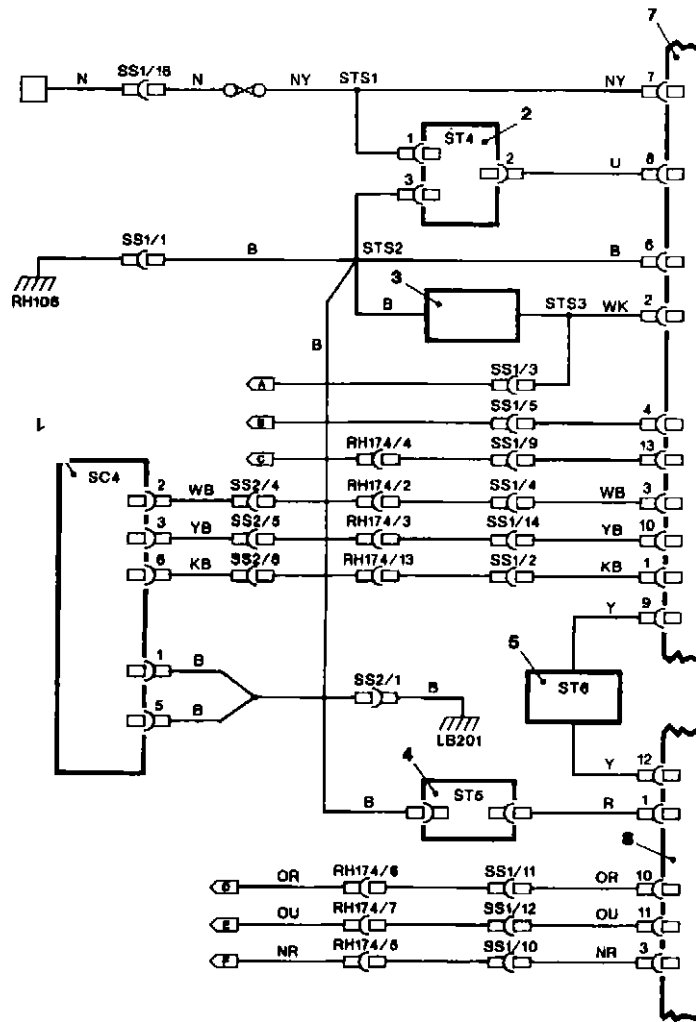 7
N SS1/16 N NY STS1 NY 7
1 ST4 2
2 U 8
3
SS1/1 B STS2 B 6
RH106
3
B STS3 WK 2
B
A SS1/3
B SS1/5 4
C RH174/4 SS1/9 13
1
SC4
2 WB SS2/4 RH174/2 SS1/4 WB 3
3 YB SS2/5 RH174/3 SS1/14 YB 10
6 KB SS2/6 RH174/13 SS1/2 KB 1
Y 9
5
ST6
1 B
SS2/1 B
5 B
LB201
Y 12
4
B ST5 R 1
8
D OR RH174/6 SS1/11 OR 10
E OU RH174/7 SS1/12 OU 11
F NR RH174/5 SS1/10 NR 3